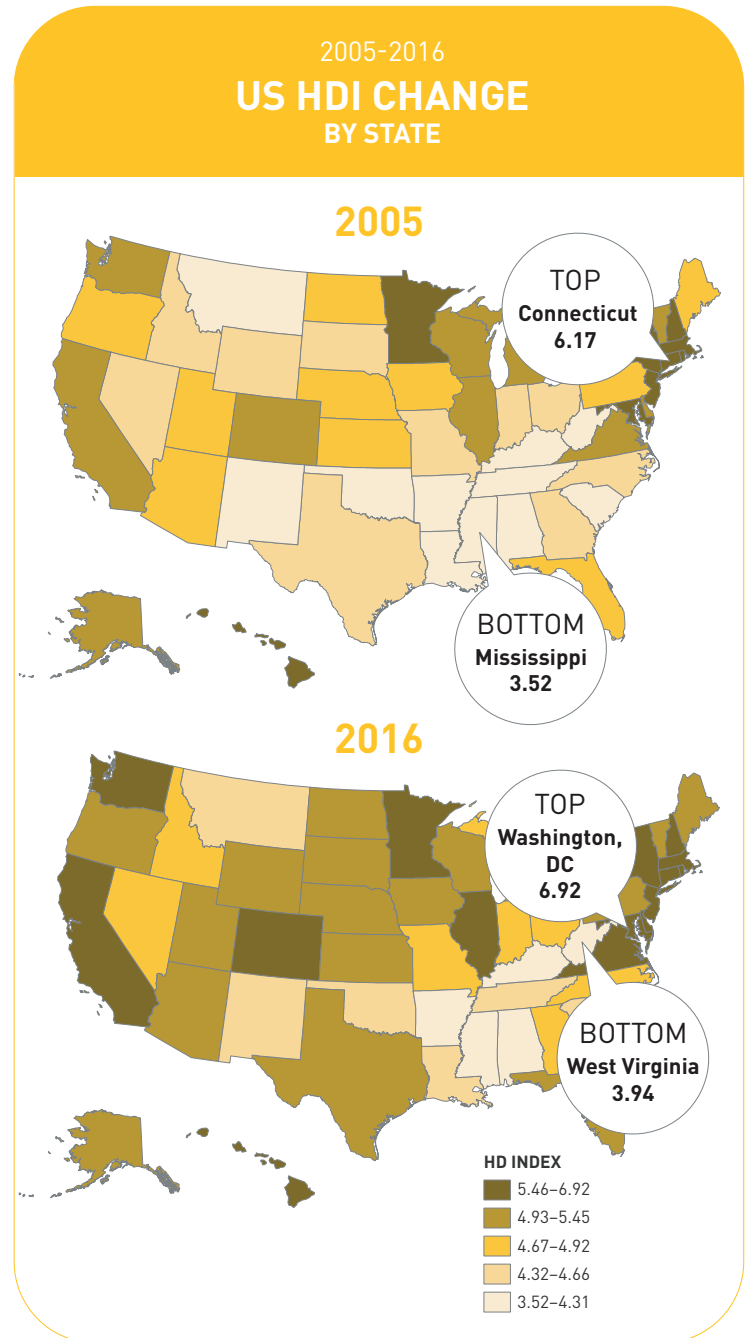 2005-2016
US HDI CHANGE
BY STATE
2005
TOP
Connecticut
6.17
BOTTOM
Mississippi
3.52
2016
TOP
Washington,
DC
6.92
BOTTOM
West Virginia
3.94
HD INDEX
5.46–6.92
4.93–5.45
4.67–4.92
4.32–4.66
3.52–4.31